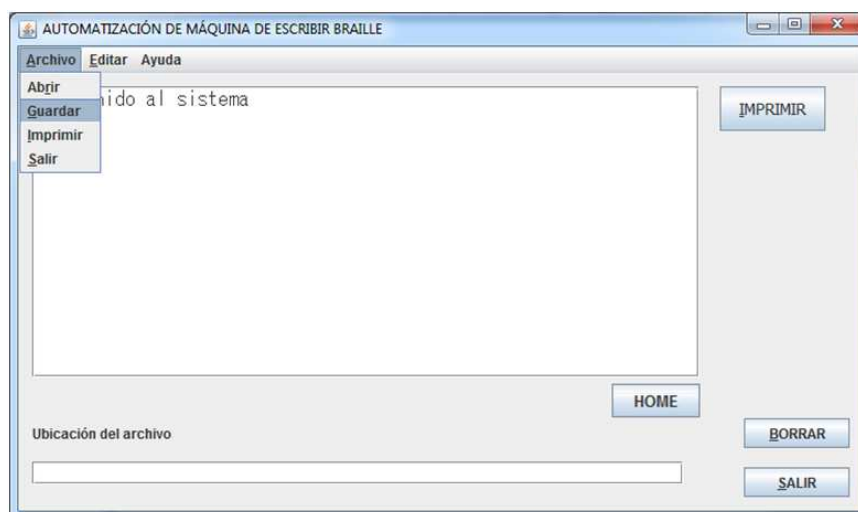 AUTOMATIZACIÓN DE MÁQUINA DE ESCRIBIR BRAILLE
Archivo Editar Ayuda
Abrir
Guardar
Imprimir
Salir
al sistema
IMPRIMIR
HOME
Ubicación del archivo
BORRAR
SALIR